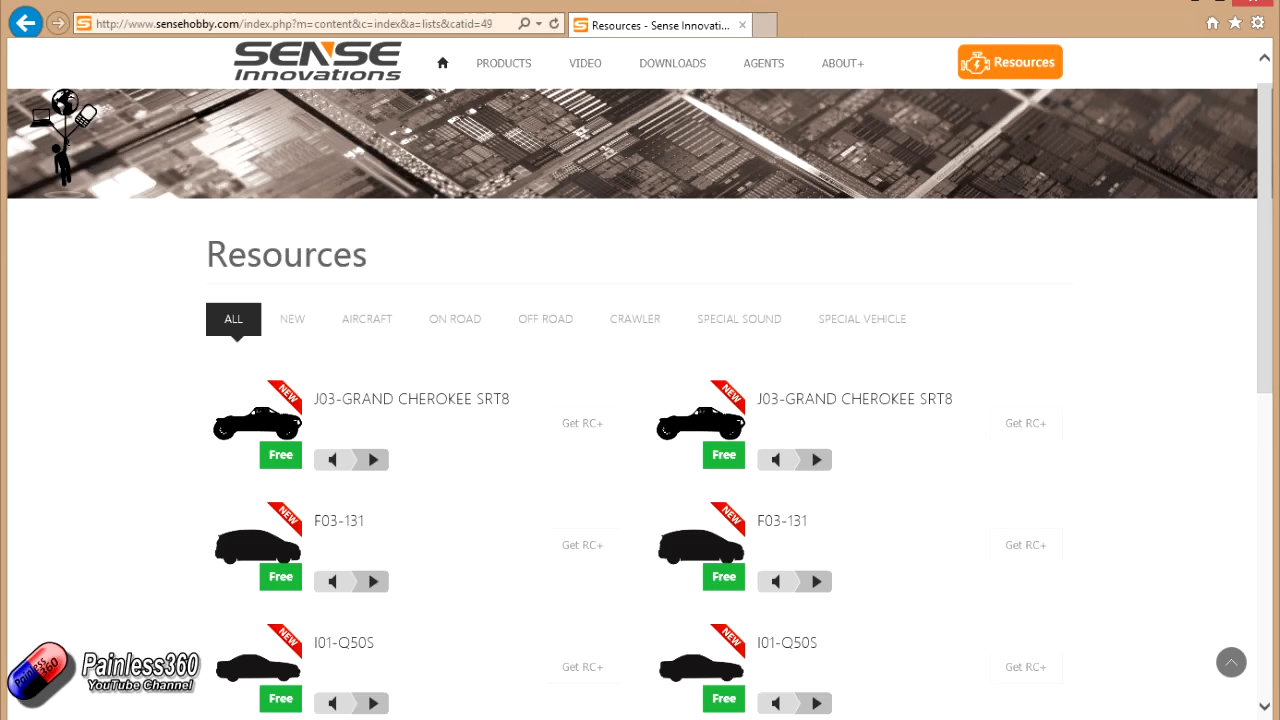 http://www.sensehobby.com/index.php?m=content&c=index&a=lists&catid=49
Resources - Sense Innovati...
SENSE
Innovations
PRODUCTS
VIDEO
DOWNLOADS
AGENTS
ABOUT+
Resources
Resources
ALL
NEW
AIRCRAFT
ON ROAD
OFF ROAD
CRAWLER
SPECIAL SOUND
SPECIAL VEHICLE
NEW
J03-GRAND CHEROKEE SRT8
Get RC+
Free
NEW
J03-GRAND CHEROKEE SRT8
Get RC+
Free
NEW
F03-131
Get RC+
Free
NEW
F03-131
Get RC+
Free
NEW
I01-Q50S
Get RC+
Free
NEW
I01-Q50S
Get RC+
Free
Painless
360
Painless360
YouTube Channel